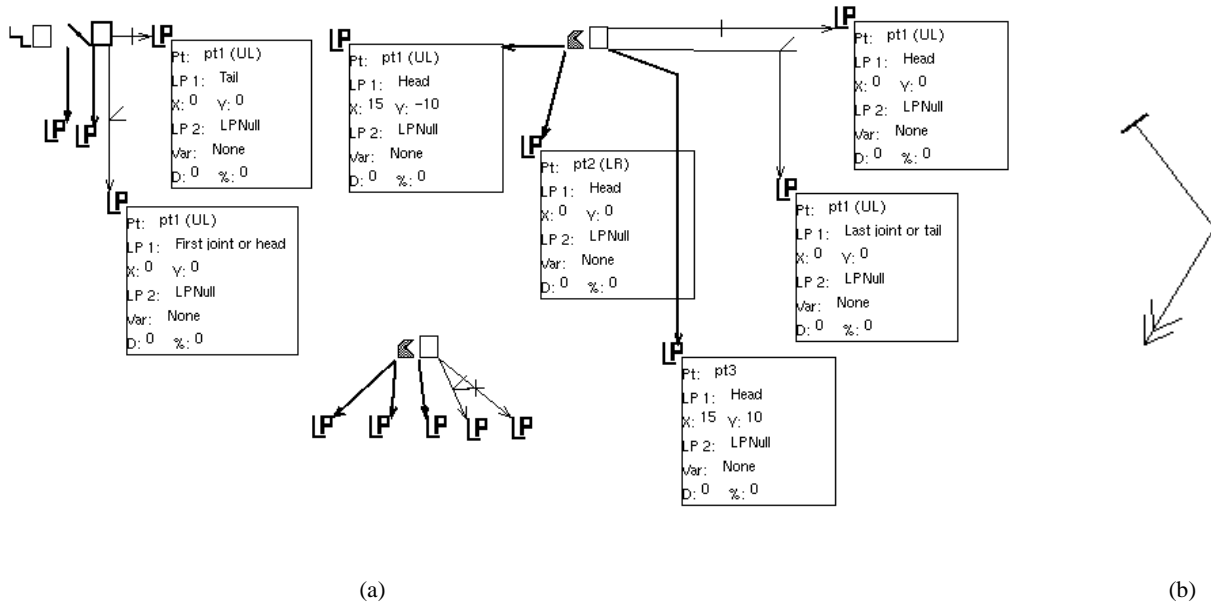 LP
Pt: pt1 (UL)
LP 1: Tail
X: 0 Y: 0
LP 2: LPNull
Var: None
D: 0 %: 0
LP
LP
LP
Pt: pt1 (UL)
LP 1: First joint or head
X: 0 Y: 0
LP 2: LPNull
Var: None
D: 0 %: 0
LP
Pt: pt1 (UL)
LP 1: Head
X: 15 Y: -10
LP 2: LPNull
Var: None
D: 0 %: 0
LP
Pt: pt2 (LR)
LP 1: Head
X: 0 Y: 0
LP 2: LPNull
Var: None
D: 0 %: 0
LP
Pt: pt1 (UL)
LP 1: Head
X: 0 Y: 0
LP 2: LPNull
Var: None
D: 0 %: 0
LP
Pt: pt1 (UL)
LP 1: Last joint or tail
X: 0 Y: 0
LP 2: LPNull
Var: None
D: 0 %: 0
LP
Pt: pt3
LP 1: Head
X: 15 Y: 10
LP 2: LPNull
Var: None
D: 0 %: 0
LP LP LP LP LP
(a)
(b)